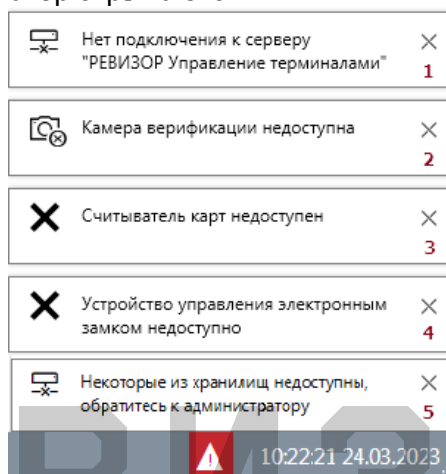 Нет подключения к серверу
"РЕВИЗОР Управление терминалами"
1
Камера верификации недоступна
2
Считыватель карт недоступен
3
Устройство управления электронным
замком недоступно
4
Некоторые из хранилищ недоступны,
обратитесь к администратору
5
10:22:21 24.03.2023